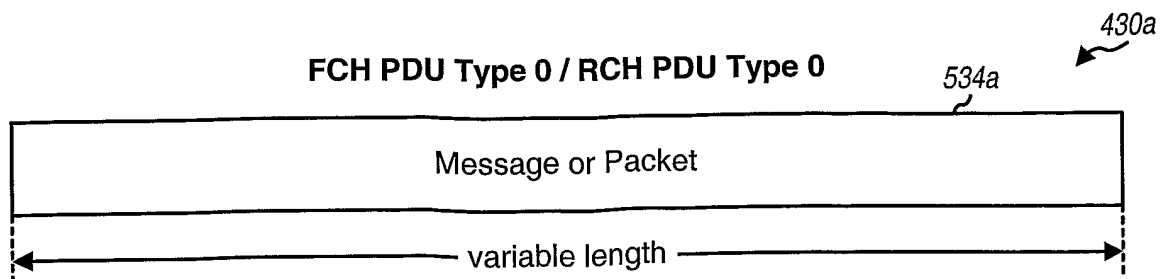 430a
FCH PDU Type 0 / RCH PDU Type 0
534a
Message or Packet
variable length